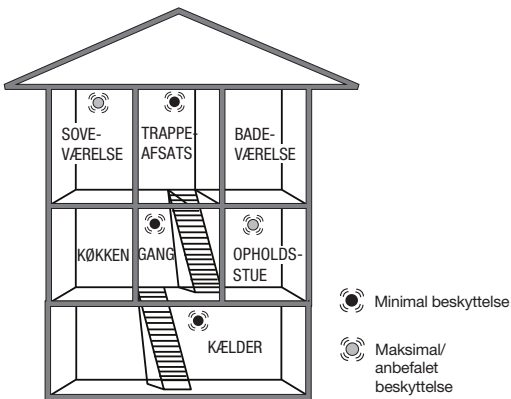 SOVE-
VÆRELSE
TRAPPE-
AFSATS
BADE-
VÆRELSE
KØKKEN
GANG
OPHOLDS-
STUE
KÆLDER
Minimal beskyttelse
Maksimal/
anbefalet
beskyttelse